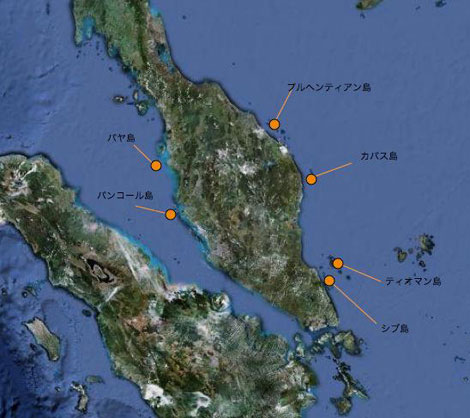 プルヘンティアン島
パヤ島
カパス島
パンコール島
ティオマン島
シブ島